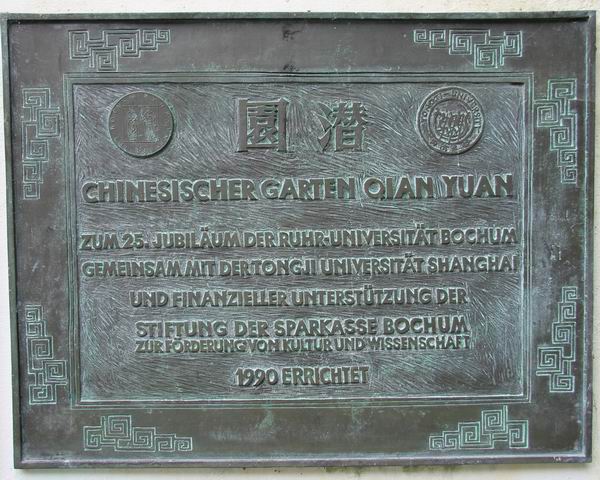 園潜
CHINESISCHER GARTEN QIAN YUAN
ZUM 25. JUBILÄUM DER RUHR-UNIVERSITÄT BOCHUM
GEMEINSAM MIT DER TONGJI UNIVERSITÄT SHANGHAI
UND FINANZIELLER UNTERSTÜTZUNG DER
STIFTUNG DER SPARKASSE BOCHUM
ZUR FÖRDERUNG VON KULTUR UND WISSENSCHAFT
1990 ERRICHTET